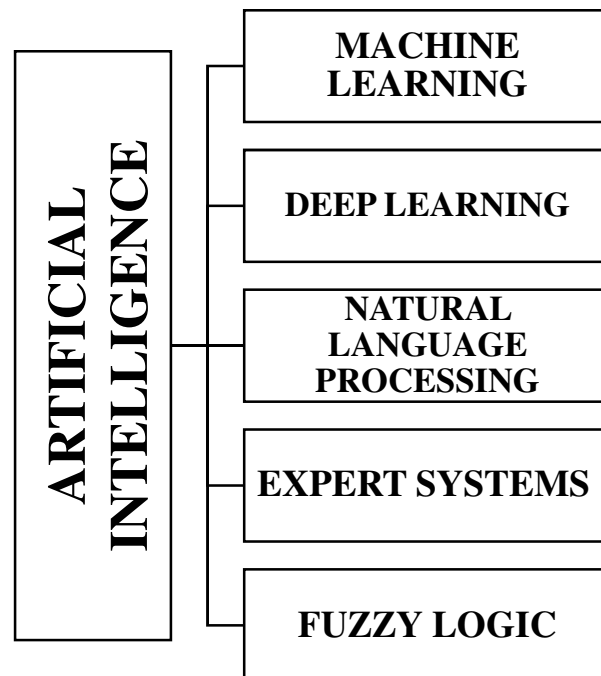 ARTIFICIAL
INTELLIGENCE
MACHINE
LEARNING
DEEP LEARNING
NATURAL
LANGUAGE
PROCESSING
EXPERT SYSTEMS
FUZZY LOGIC